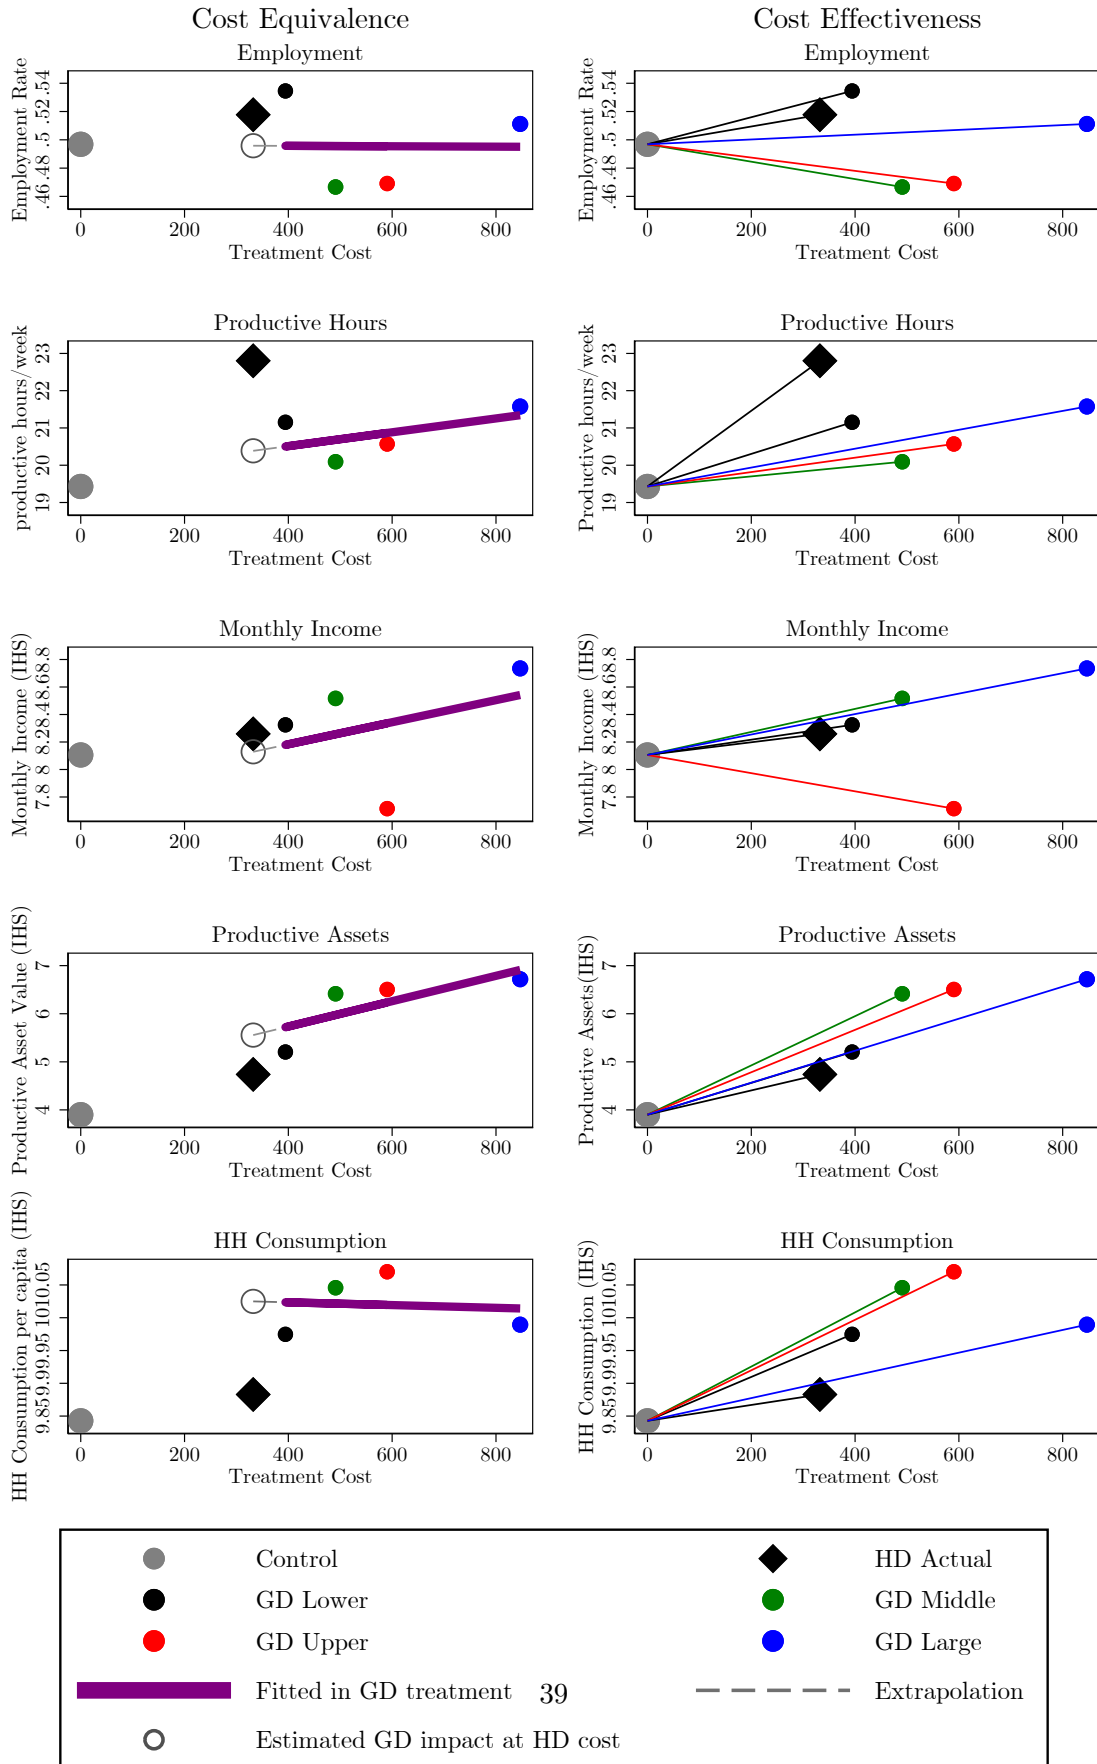 Cost Equivalence
Cost Effectiveness
Employment
Employment Rate
.46 .48 .5 .52 .54
0 200 400 600 800
Treatment Cost
Employment
Employment Rate
.46 .48 .5 .52 .54
0 200 400 600 800
Treatment Cost
Productive Hours
productive hours/week
19 20 21 22 23
0 200 400 600 800
Treatment Cost
Productive Hours
Productive hours/week
19 20 21 22 23
0 200 400 600 800
Treatment Cost
Monthly Income
Monthly Income (IHS)
7.8 8 8.2 8.4 8.6 8.8
0 200 400 600 800
Treatment Cost
Monthly Income
Monthly Income (IHS)
7.8 8 8.2 8.4 8.6 8.8
0 200 400 600 800
Treatment Cost
Productive Assets
Productive Asset Value (IHS)
4 5 6 7
0 200 400 600 800
Treatment Cost
Productive Assets
Productive Assets(IHS)
4 5 6 7
0 200 400 600 800
Treatment Cost
HH Consumption
HH Consumption per capita (IHS)
9.85 9.9 9.95 10 10.05
0 200 400 600 800
Treatment Cost
HH Consumption
HH Consumption (IHS)
9.85 9.9 9.95 10 10.05
0 200 400 600 800
Treatment Cost
Control
HD Actual
GD Lower
GD Middle
GD Upper
GD Large
Fitted in GD treatment
39
Extrapolation
Estimated GD impact at HD cost